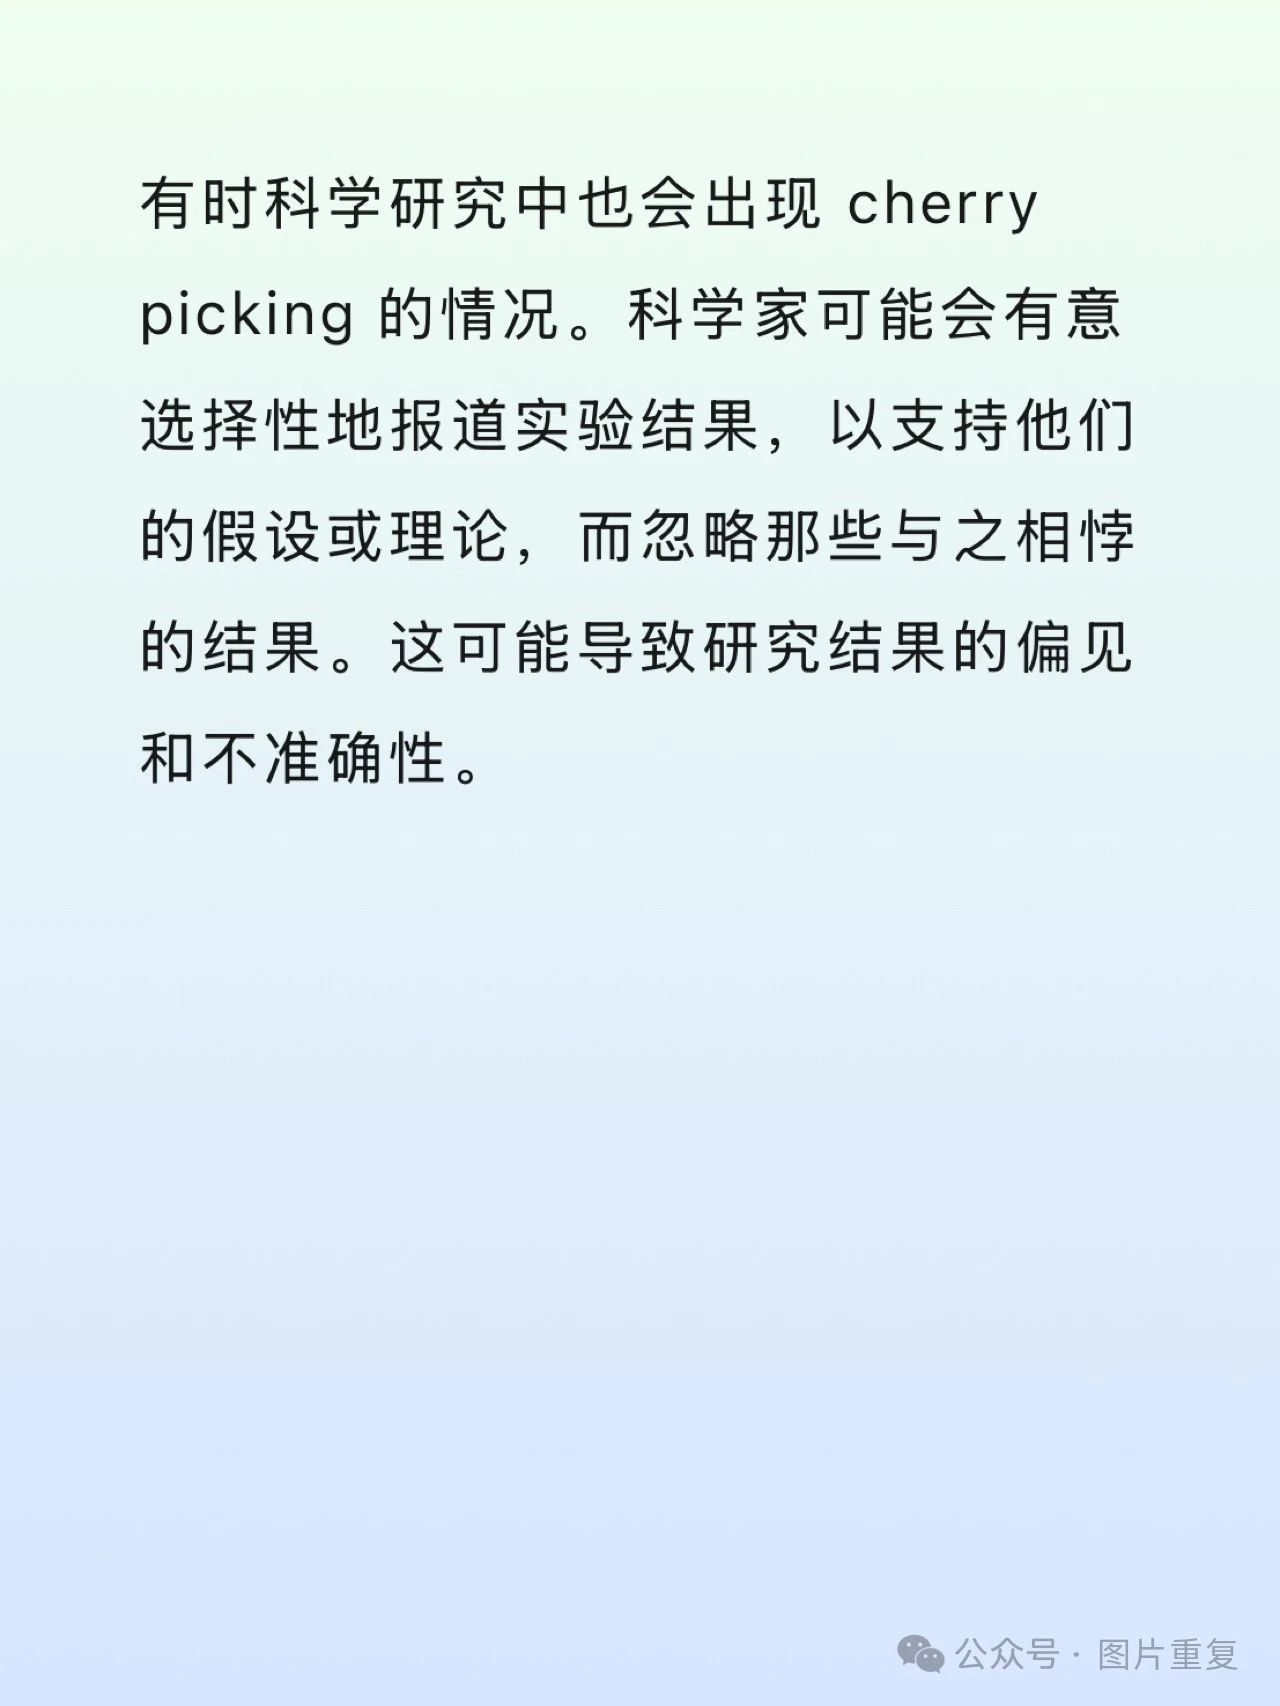 有时科学研究中也会出现 cherry
picking 的情况。科学家可能会有意
选择性地报道实验结果，以支持他们
的假设或理论，而忽略那些与之相悖
的结果。这可能导致研究结果的偏见
和不准确性。
公众号 · 图片重复